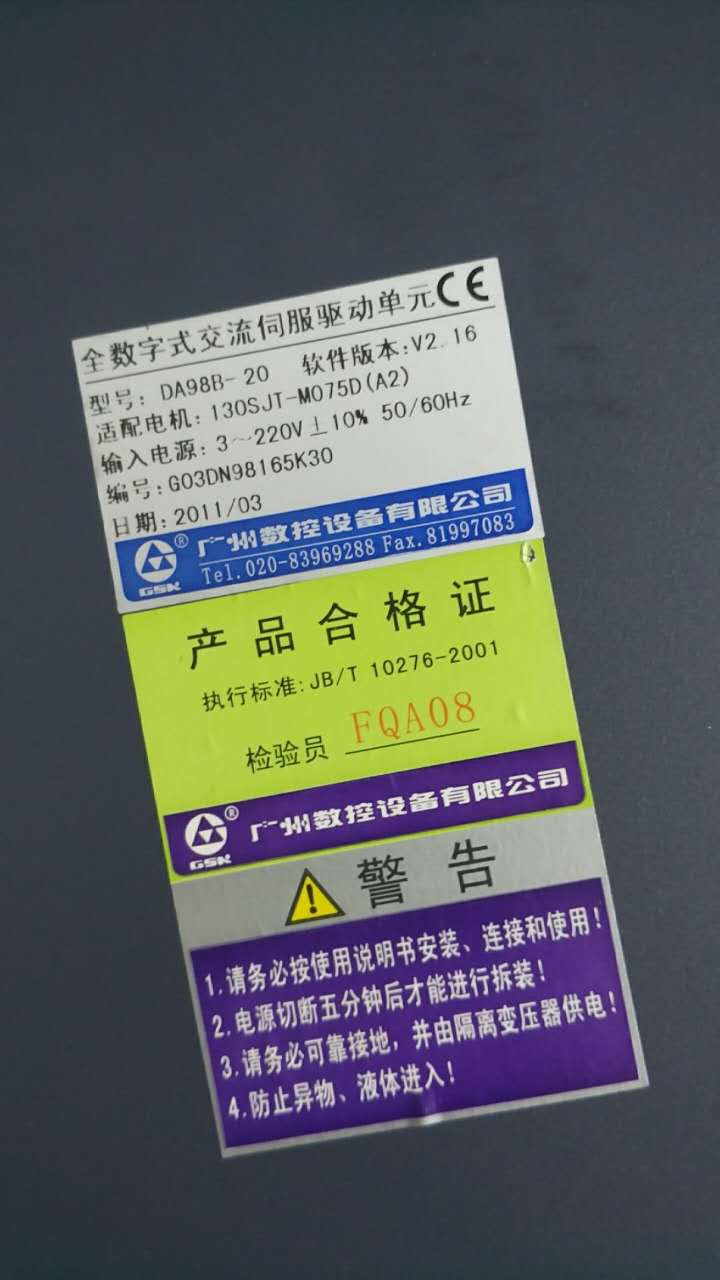 全数字式交流伺服驱动单元 CE
型号: DA98B-20 软件版本:V2.16
适配电机: 130SJT-M075D(A2)
输入电源: 3~220V⊥10% 50/60Hz
编号:G03DN98165K30
日期: 2011/03
GSK ® 广州数控设备有限公司
Tel.020-83969288 Fax.81997083
产品合格证
执行标准:JB/T 10276-2001
检验员 FQA08
GSK ® 广州数控设备有限公司
警告
1.请务必按使用说明书安装、连接和使用!
2.电源切断五分钟后才能进行拆装!
3.请务必可靠接地，并由隔离变压器供电!
4.防止异物、液体进入!